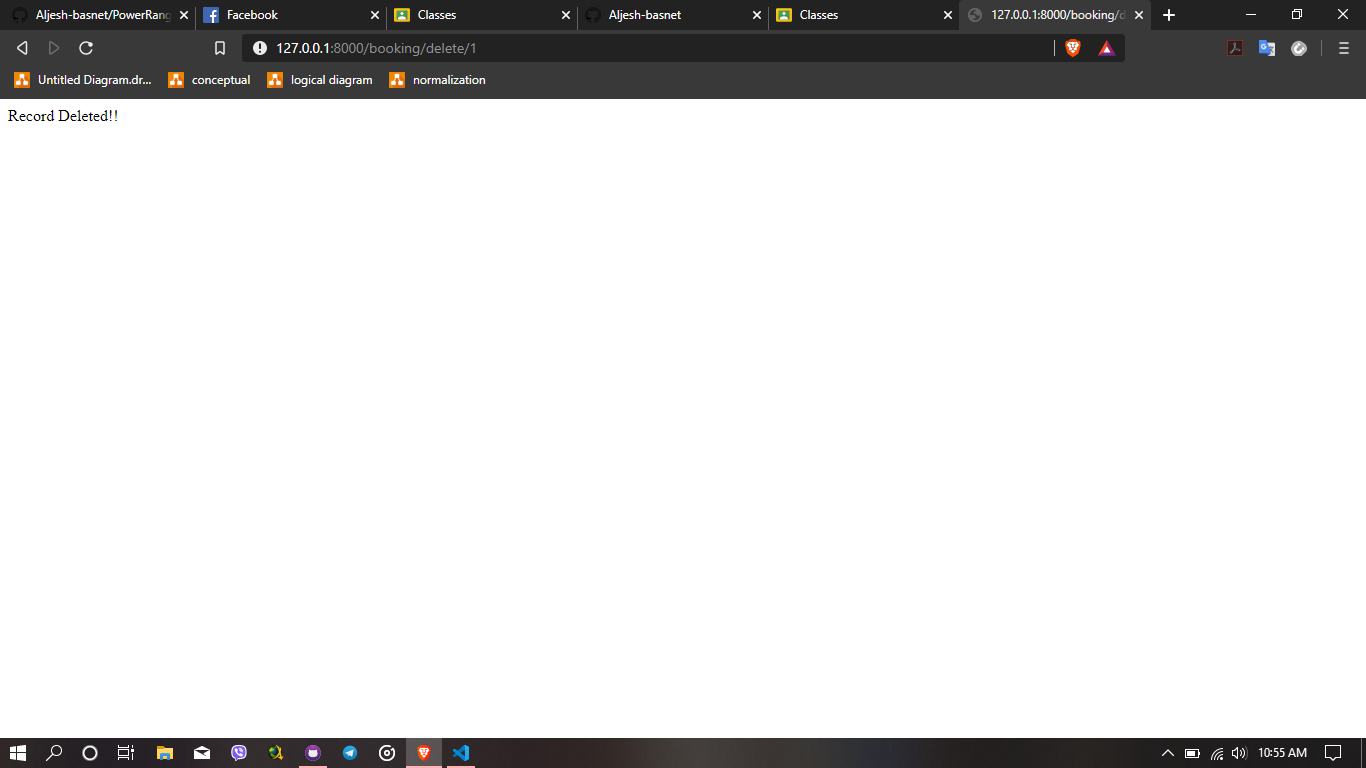 Aljesh-basnet/PowerRang
Facebook
Classes
Aljesh-basnet
Classes
127.0.0.1:8000/booking/d
127.0.0.1:8000/booking/delete/1
Untitled Diagram.dr...
conceptual
logical diagram
normalization
Record Deleted!!
10:55 AM